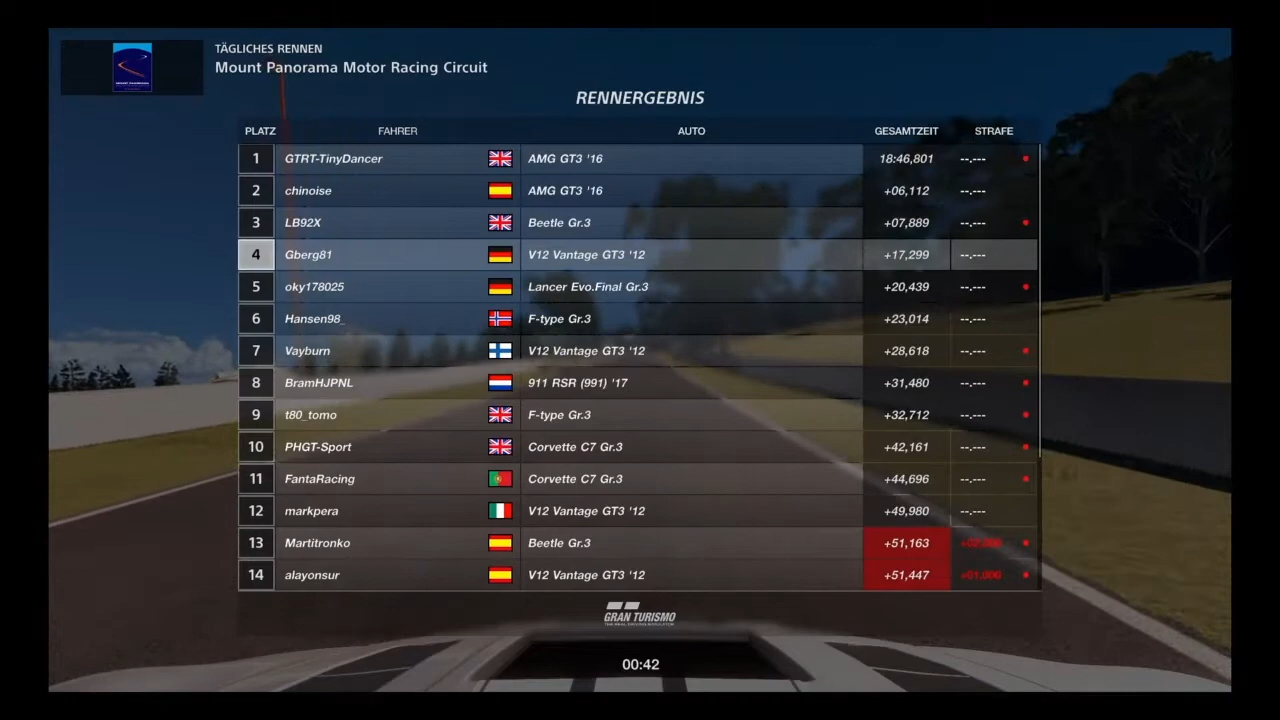 TÄGLICHES RENNEN
Mount Panorama Motor Racing Circuit
RENNERGEBNIS
PLATZ FAHRER AUTO GESAMTZEIT STRAFE
1 GTRT-TinyDancer AMG GT3 '16 18:46,801 --.---
2 chinoise AMG GT3 '16 +06,112 --.---
3 LB92X Beetle Gr.3 +07,889 --.---
4 Gberg81 V12 Vantage GT3 '12 +17,299 --.---
5 oky178025 Lancer Evo.Final Gr.3 +20,439 --.---
6 Hansen98_ F-type Gr.3 +23,014 --.---
7 Vayburn V12 Vantage GT3 '12 +28,618 --.---
8 BramHJPNL 911 RSR (991) '17 +31,480 --.---
9 t80_tomo F-type Gr.3 +32,712 --.---
10 PHGT-Sport Corvette C7 Gr.3 +42,161 --.---
11 FantaRacing Corvette C7 Gr.3 +44,696 --.---
12 markpera V12 Vantage GT3 '12 +49,980 --.---
13 Martitronko Beetle Gr.3 +51,163
14 alayonsur V12 Vantage GT3 '12 +51,447 +01.000
GRAN TURISMO
THE REAL DRIVING SIMULATOR
00:42